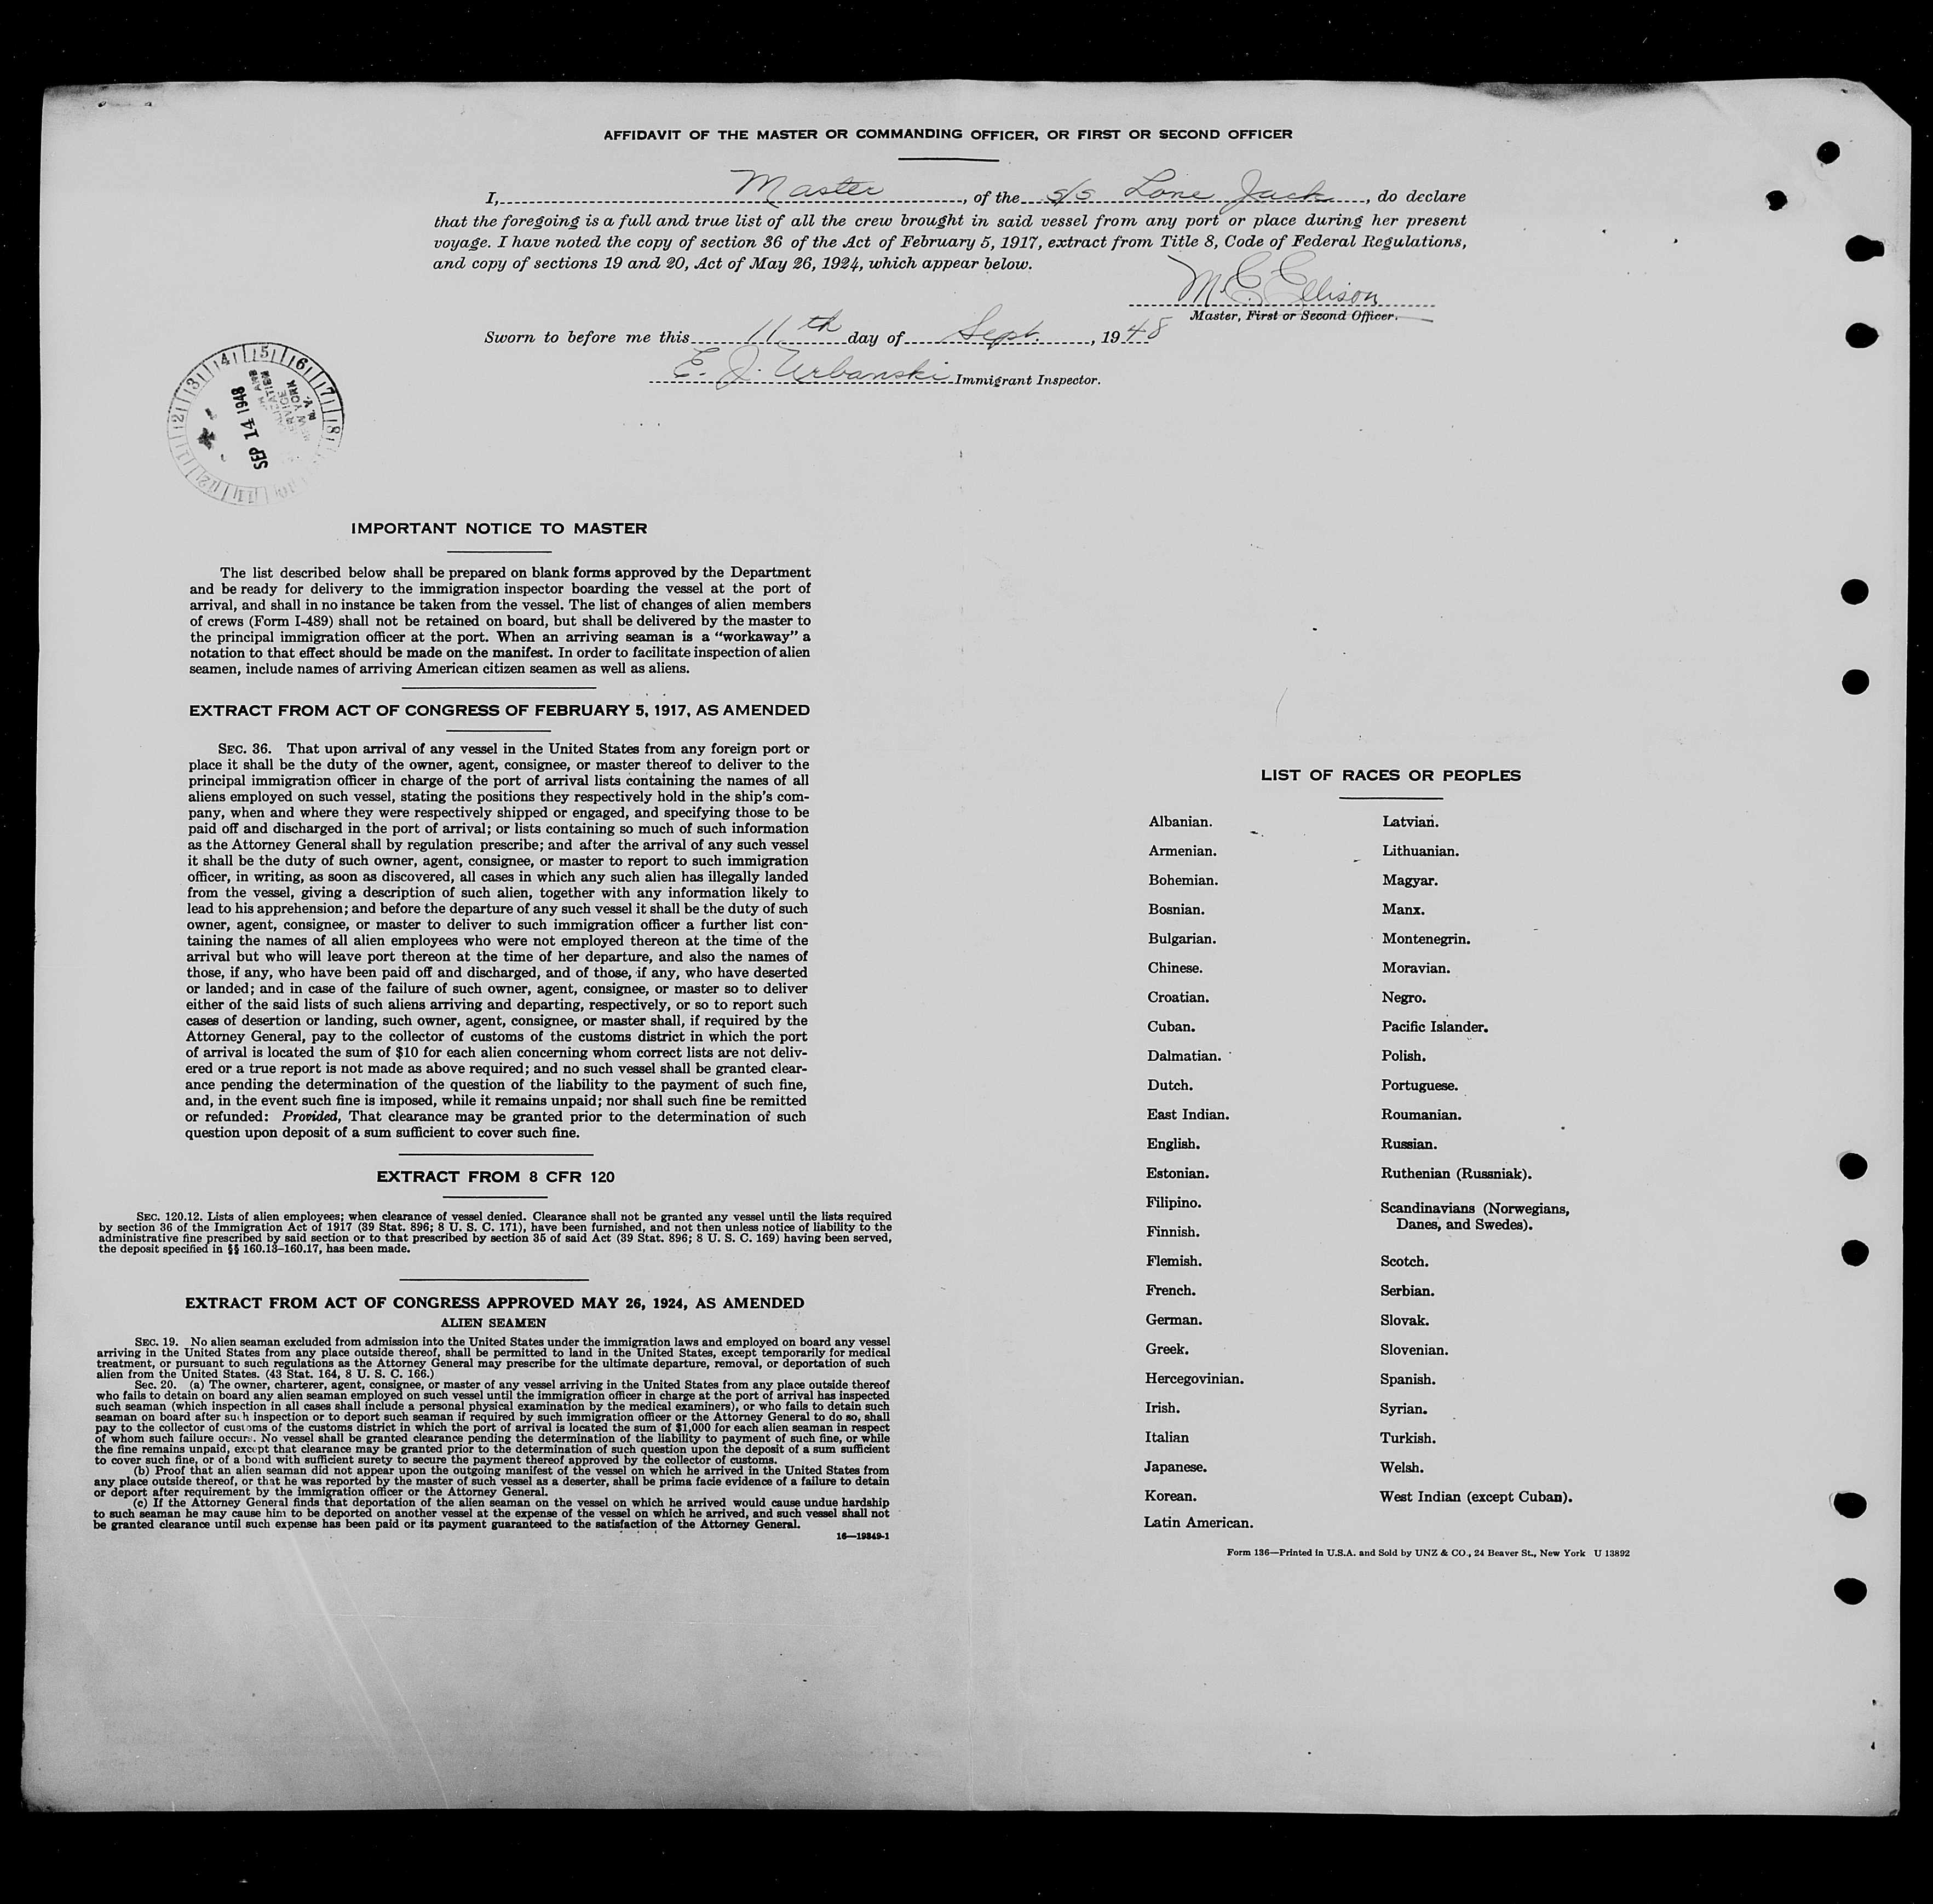 AFFIDAVIT OF THE MASTER OR COMMANDING OFFICER, OR FIRST OR SECOND OFFICER
I, Master, of the s/s Lone Jack, do declare
that the foregoing is a full and true list of all the crew brought in said vessel from any port or place during her present
voyage. I have noted the copy of section 36 of the Act of February 5, 1917, extract from Title 8, Code of Federal Regulations,
and copy of sections 19 and 20, Act of May 26, 1924, which appear below.
M. E. Ellison
Master, First or Second Officer.
Sworn to before me this 11th day of Sept., 1948
E. J. Urbanski Immigrant Inspector.
1 2 3 4 5 6 7 8 10 11 12
SEP 14 1948
NEW YORK
N. Y.
IMPORTANT NOTICE TO MASTER
The list described below shall be prepared on blank forms approved by the Department
and be ready for delivery to the immigration inspector boarding the vessel at the port of
arrival, and shall in no instance be taken from the vessel. The list of changes of alien members
of crews (Form I-489) shall not be retained on board, but shall be delivered by the master to
the principal immigration officer at the port. When an arriving seaman is a "workaway" a
notation to that effect should be made on the manifest. In order to facilitate inspection of alien
seamen, include names of arriving American citizen seamen as well as aliens.
EXTRACT FROM ACT OF CONGRESS OF FEBRUARY 5, 1917, AS AMENDED
SEC. 36. That upon arrival of any vessel in the United States from any foreign port or
place it shall be the duty of the owner, agent, consignee, or master thereof to deliver to the
principal immigration officer in charge of the port of arrival lists containing the names of all
aliens employed on such vessel, stating the positions they respectively hold in the ship's com-
pany, when and where they were respectively shipped or engaged, and specifying those to be
paid off and discharged in the port of arrival; or lists containing so much of such information
as the Attorney General shall by regulation prescribe; and after the arrival of any such vessel
it shall be the duty of such owner, agent, consignee, or master to report to such immigration
officer, in writing, as soon as discovered, all cases in which any such alien has illegally landed
from the vessel, giving a description of such alien, together with any information likely to
lead to his apprehension; and before the departure of any such vessel it shall be the duty of such
owner, agent, consignee, or master to deliver to such immigration officer a further list con-
taining the names of all alien employees who were not employed thereon at the time of the
arrival but who will leave port thereon at the time of her departure, and also the names of
those, if any, who have been paid off and discharged, and of those, if any, who have deserted
or landed; and in case of the failure of such owner, agent, consignee, or master so to deliver
either of the said lists of such aliens arriving and departing, respectively, or so to report such
cases of desertion or landing, such owner, agent, consignee, or master shall, if required by the
Attorney General, pay to the collector of customs of the customs district in which the port
of arrival is located the sum of $10 for each alien concerning whom correct lists are not deliv-
ered or a true report is not made as above required; and no such vessel shall be granted clear-
ance pending the determination of the question of the liability to the payment of such fine,
and, in the event such fine is imposed, while it remains unpaid; nor shall such fine be remitted
or refunded: Provided, That clearance may be granted prior to the determination of such
question upon deposit of a sum sufficient to cover such fine.
EXTRACT FROM 8 CFR 120
SEC. 120.12. Lists of alien employees; when clearance of vessel denied. Clearance shall not be granted any vessel until the lists required
by section 36 of the Immigration Act of 1917 (39 Stat. 896; 8 U. S. C. 171), have been furnished, and not then unless notice of liability to the
administrative fine prescribed by said section or to that prescribed by section 35 of said Act (39 Stat. 896; 8 U. S. C. 169) having been served,
the deposit specified in §§ 160.13-160.17, has been made.
EXTRACT FROM ACT OF CONGRESS APPROVED MAY 26, 1924, AS AMENDED
ALIEN SEAMEN
SEC. 19. No alien seaman excluded from admission into the United States under the immigration laws and employed on board any vessel
arriving in the United States from any place outside thereof, shall be permitted to land in the United States, except temporarily for medical
treatment, or pursuant to such regulations as the Attorney General may prescribe for the ultimate departure, removal, or deportation of such
alien from the United States. (43 Stat. 164, 8 U. S. C. 166.)
Sec. 20. (a) The owner, charterer, agent, consignee, or master of any vessel arriving in the United States from any place outside thereof
who fails to detain on board any alien seaman employed on such vessel until the immigration officer in charge at the port of arrival has inspected
such seaman (which inspection in all cases shall include a personal physical examination by the medical examiners), or who fails to detain such
seaman on board after such inspection or to deport such seaman if required by such immigration officer or the Attorney General to do so, shall
pay to the collector of customs of the customs district in which the port of arrival is located the sum of $1,000 for each alien seaman in respect
of whom such failure occurs. No vessel shall be granted clearance pending the determination of the liability to payment of such fine, or while
the fine remains unpaid, except that clearance may be granted prior to the determination of such question upon the deposit of a sum sufficient
to cover such fine, or of a bond with sufficient surety to secure the payment thereof approved by the collector of customs.
(b) Proof that an alien seaman did not appear upon the outgoing manifest of the vessel on which he arrived in the United States from
any place outside thereof, or that he was reported by the master of such vessel as a deserter, shall be prima facie evidence of a failure to detain
or deport after requirement by the immigration officer or the Attorney General.
(c) If the Attorney General finds that deportation of the alien seaman on the vessel on which he arrived would cause undue hardship
to such seaman he may cause him to be deported on another vessel at the expense of the vessel on which he arrived, and such vessel shall not
be granted clearance until such expense has been paid or its payment guaranteed to the satisfaction of the Attorney General.
16—19849-1
LIST OF RACES OR PEOPLES
Albanian.
Armenian.
Bohemian.
Bosnian.
Bulgarian.
Chinese.
Croatian.
Cuban.
Dalmatian.
Dutch.
East Indian.
English.
Estonian.
Filipino.
Finnish.
Flemish.
French.
German.
Greek.
Hercegovinian.
Irish.
Italian
Japanese.
Korean.
Latin American.
Latvian.
Lithuanian.
Magyar.
Manx.
Montenegrin.
Moravian.
Negro.
Pacific Islander.
Polish.
Portuguese.
Roumanian.
Russian.
Ruthenian (Russniak).
Scandinavians (Norwegians,
Danes, and Swedes).
Scotch.
Serbian.
Slovak.
Slovenian.
Spanish.
Syrian.
Turkish.
Welsh.
West Indian (except Cuban).
Form 136—Printed in U.S.A. and Sold by UNZ & CO., 24 Beaver St., New York U 13892